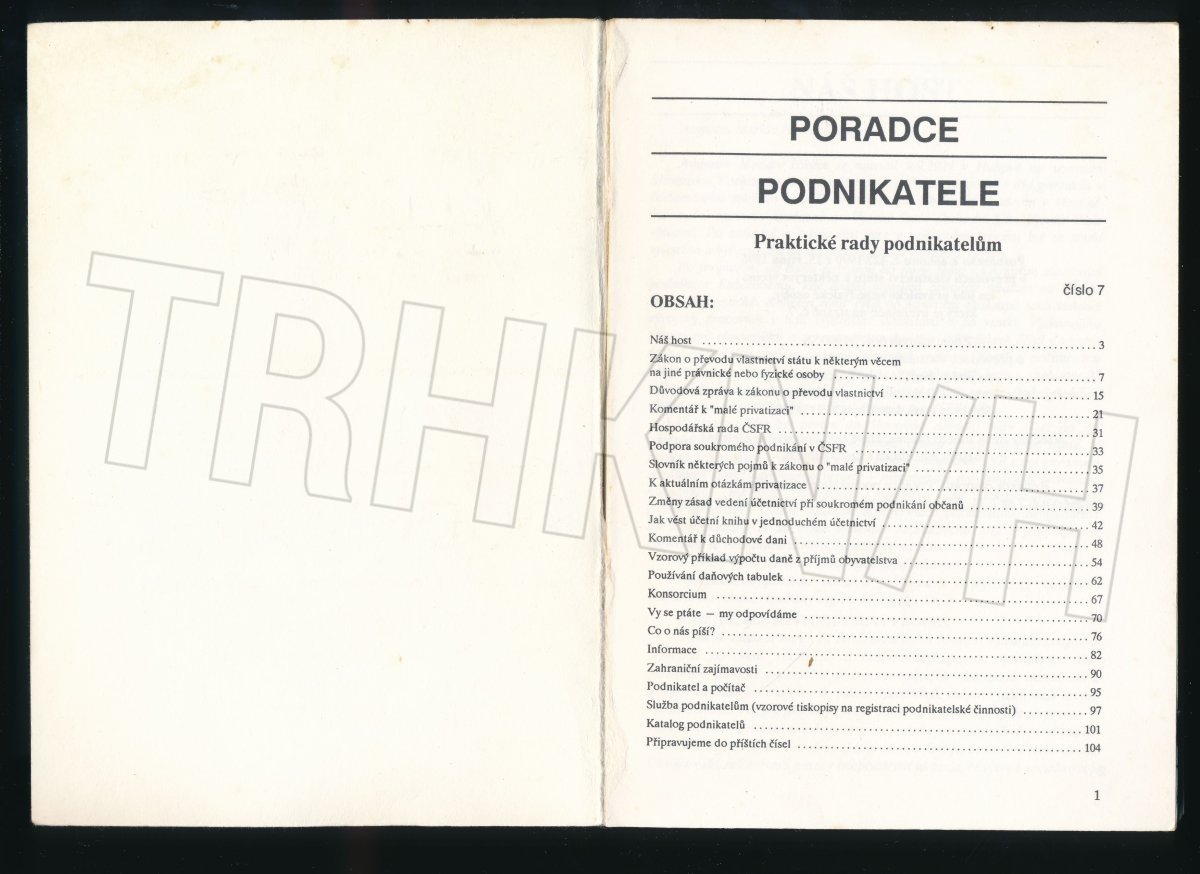 PORADCE
PODNIKATELE
Praktické rady podnikatelům
číslo 7
OBSAH:
Náš host ........ 3
Zákon o převodu vlastnictví státu k některým věcem
na jiné právnické nebo fyzické osoby ........ 7
Důvodová zpráva k zákonu o převodu vlastnictví ........ 15
Komentář k "malé privatizaci" ........ 21
Hospodářská rada ČSFR ........ 31
Podpora soukromého podnikání v ČSFR ........ 33
Slovník některých pojmů k zákonu o "malé privatizaci" ........ 35
K aktuálním otázkám privatizace ........ 37
Změny zásad vedení účetnictví při soukromém podnikání občanů ........ 39
Jak vést účetní knihu v jednoduchém účetnictví ........ 42
Komentář k důchodové dani ........ 48
Vzorový příklad výpočtu daně z příjmů obyvatelstva ........ 54
Používání daňových tabulek ........ 62
Konsorcium ........ 67
Vy se ptáte — my odpovídáme ........ 70
Co o nás píší? ........ 76
Informace ........ 82
Zahraniční zajímavosti ........ 90
Podnikatel a počítač ........ 95
Služba podnikatelům (vzorové tiskopisy na registraci podnikatelské činnosti) ........ 97
Katalog podnikatelů ........ 101
Připravujeme do příštích čísel ........ 104
1
TRHKNIH